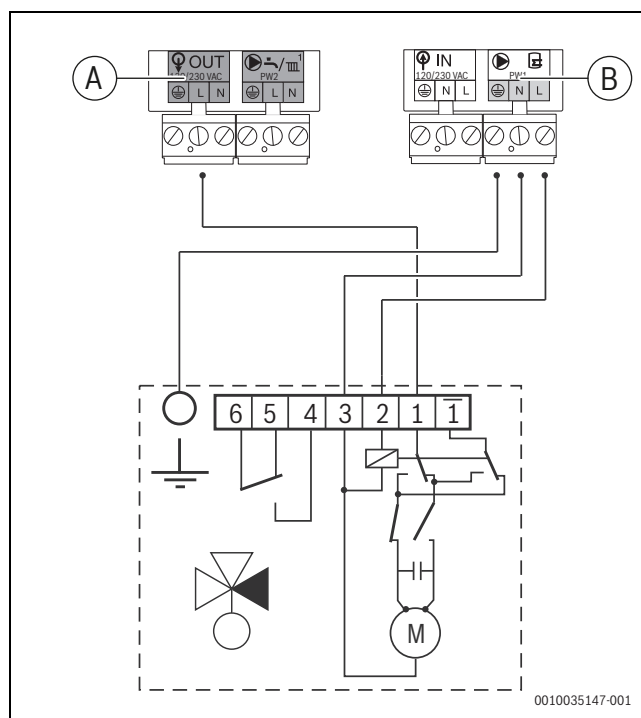 A
OUT
120/230 VAC
L N
1
PW2
L N
IN
120/230 VAC
N L
PW1
N L
B
6 5 4 3 2 1 1̅
M
0010035147-001